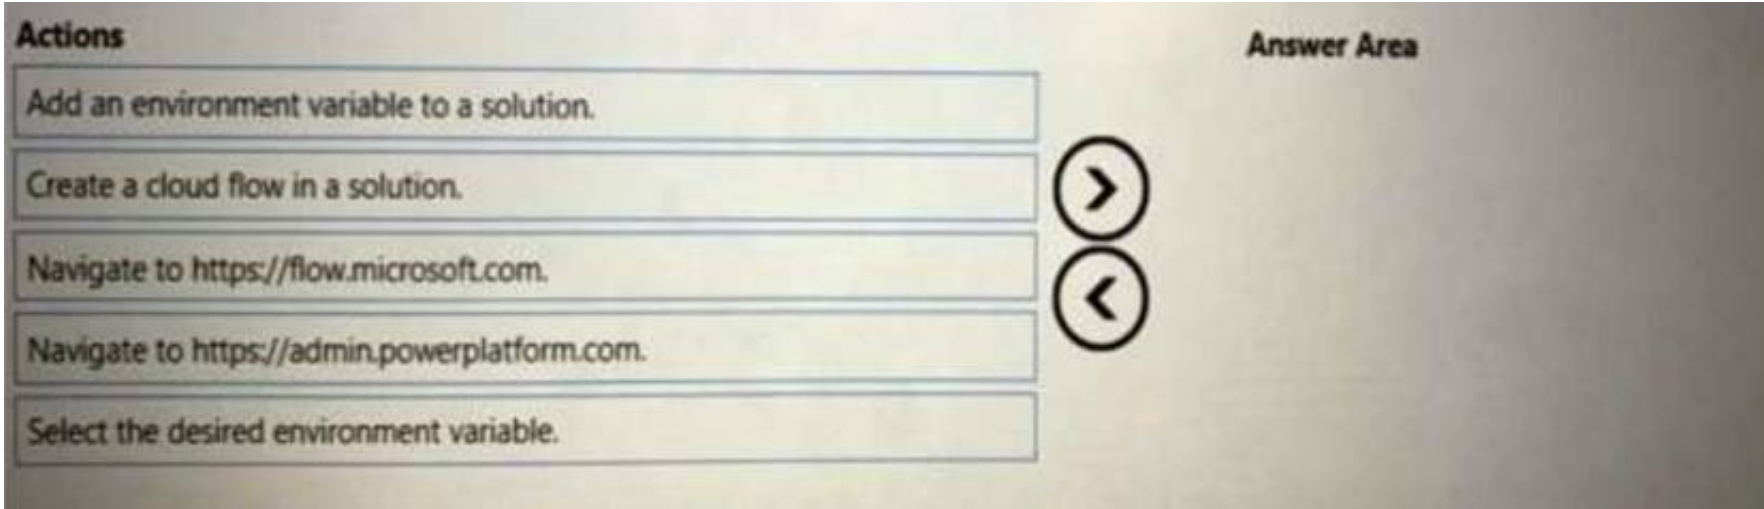 Actions
Answer Area
Add an environment variable to a solution.
Create a cloud flow in a solution.
Navigate to https://flow.microsoft.com.
Navigate to https://admin.powerplatform.com.
Select the desired environment variable.